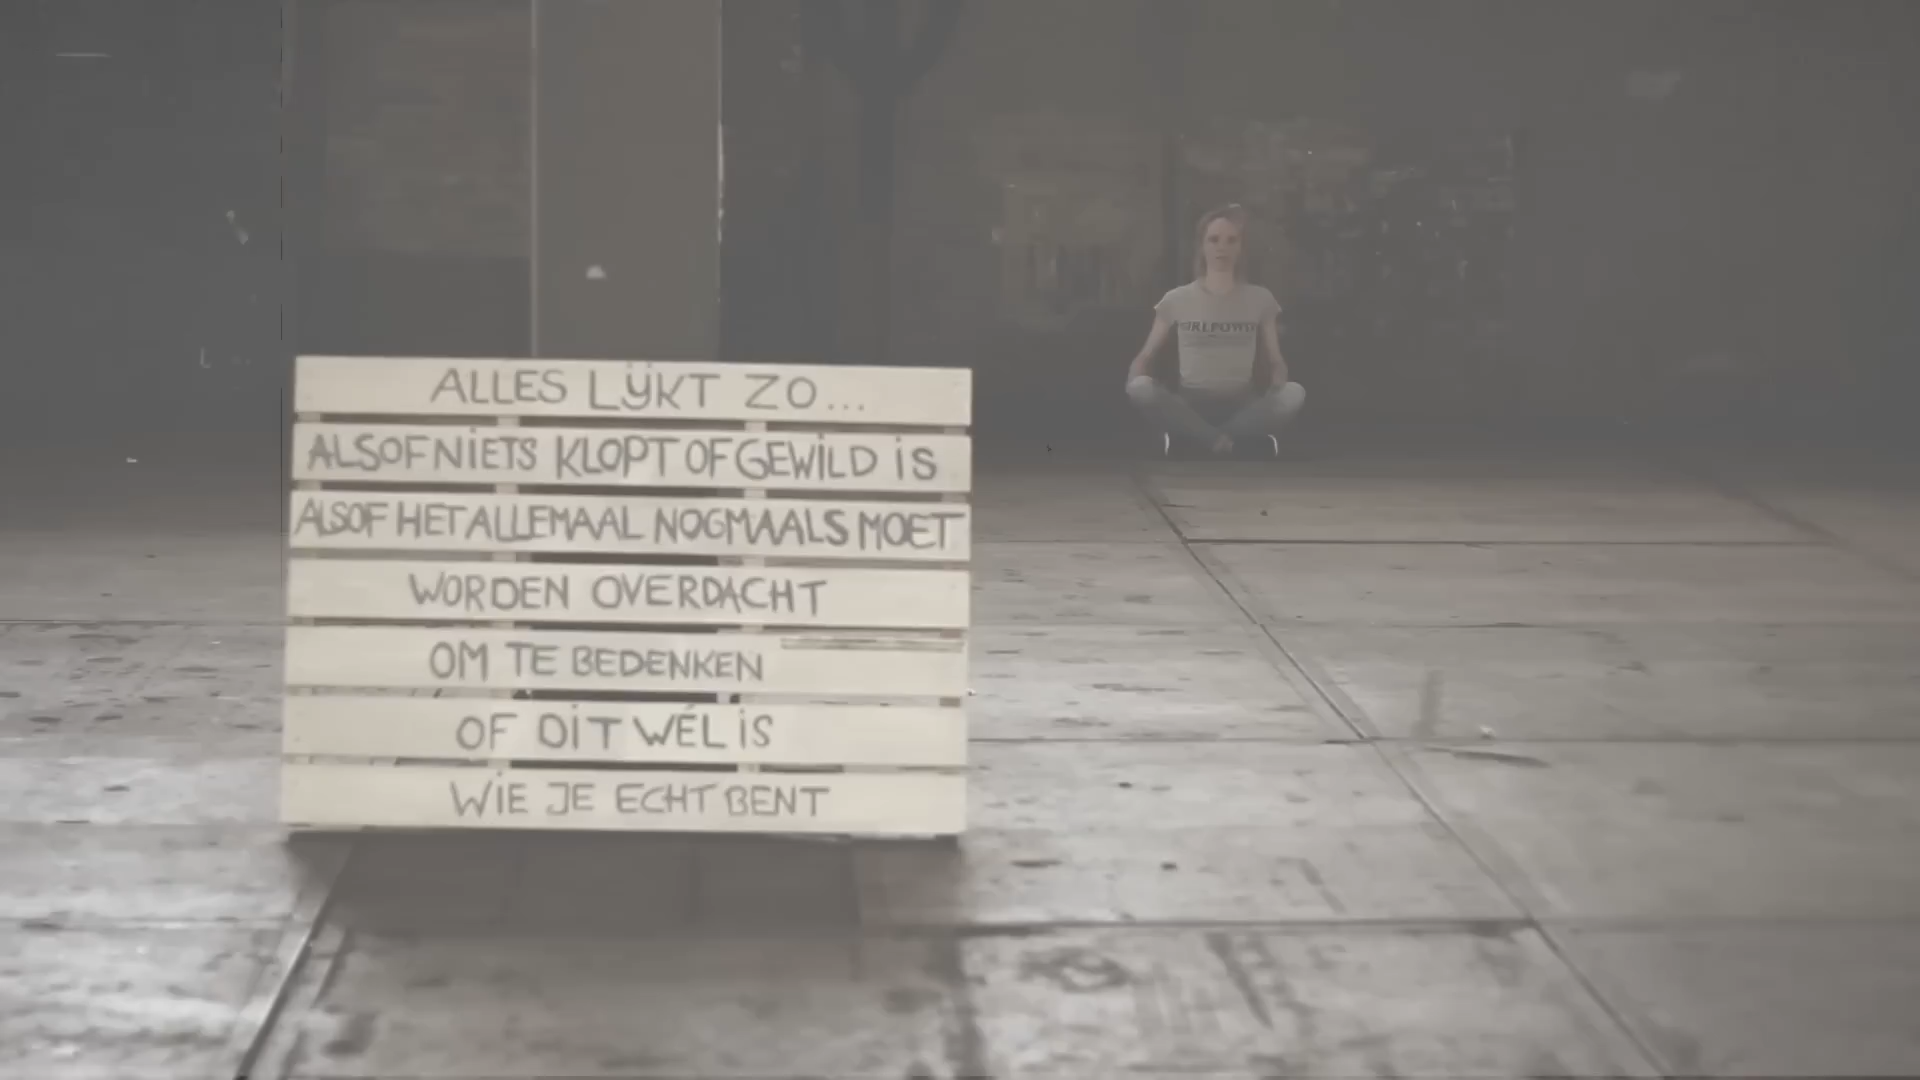 ALLES LIJKT ZO...
ALSOF NIETS KLOPT OF GEWILD IS
ALSOF HET ALLEMAAL NOGMAALS MOET
WORDEN OVERDACHT
OM TE BEDENKEN
OF DIT WÉL IS
WIE JE ECHT BENT